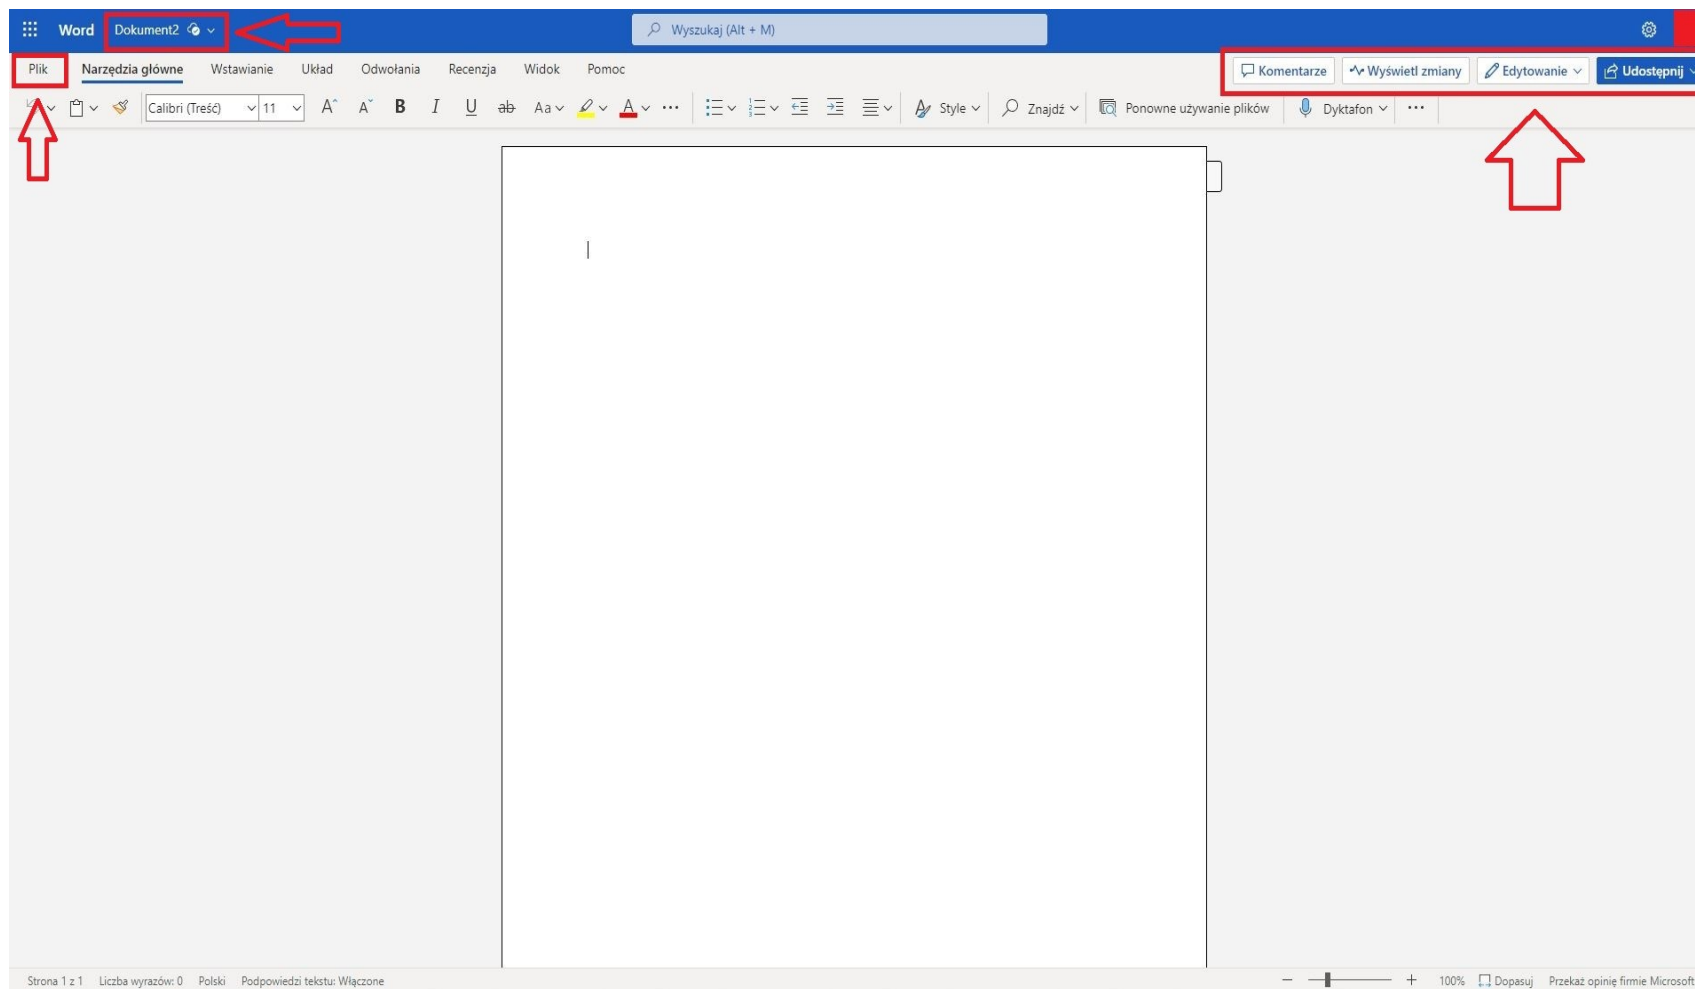 Word Dokument2 Wyszukaj (Alt + M)
Plik Narzędzia główne Wstawianie Układ Odwołania Recenzja Widok Pomoc Komentarze Wyświetl zmiany Edytowanie Udostępnij
Calibri (Treść) 11 A A B I U ab Aa A ... Style Znajdź Ponowne używanie plików Dyktafon ...
Strona 1 z 1 Liczba wyrazów: 0 Polski Podpowiedzi tekstu: Włączone 100% Dopasuj Przekaż opinię firmie Microsoft